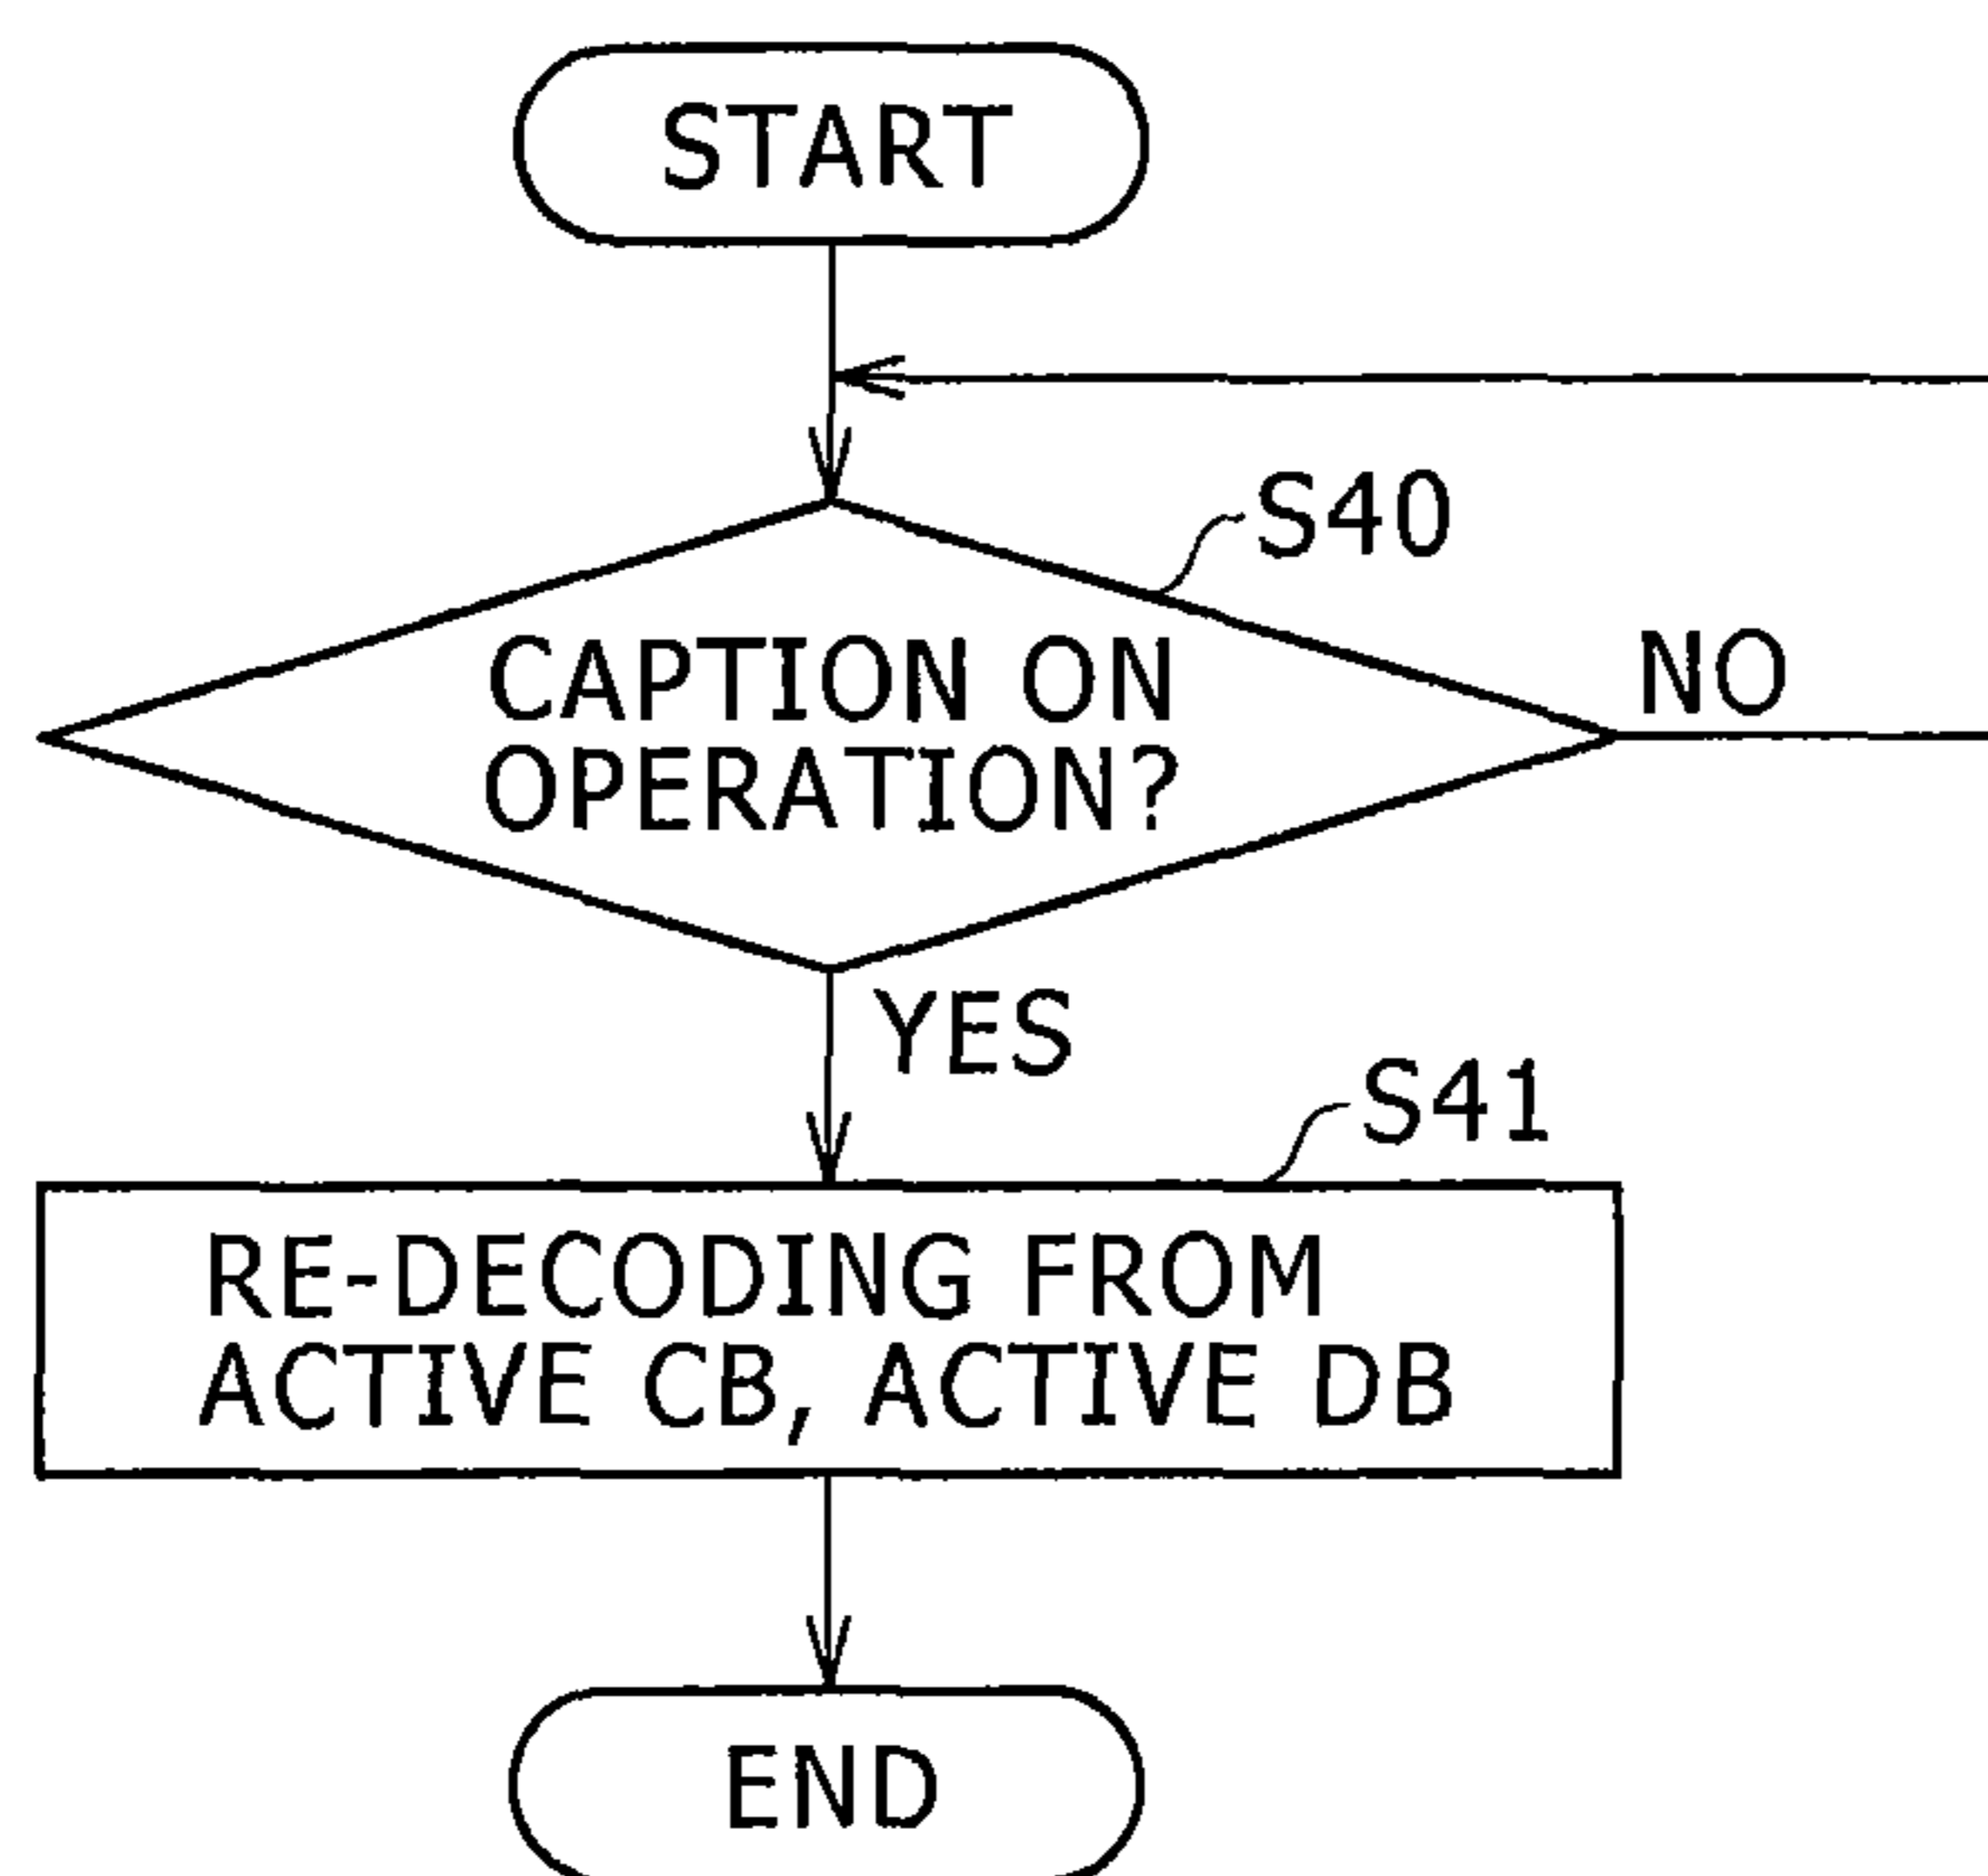 START
S40
CAPTION ON
OPERATION?
NO
YES
S41
RE-DECODING FROM
ACTIVE CB, ACTIVE DB
END